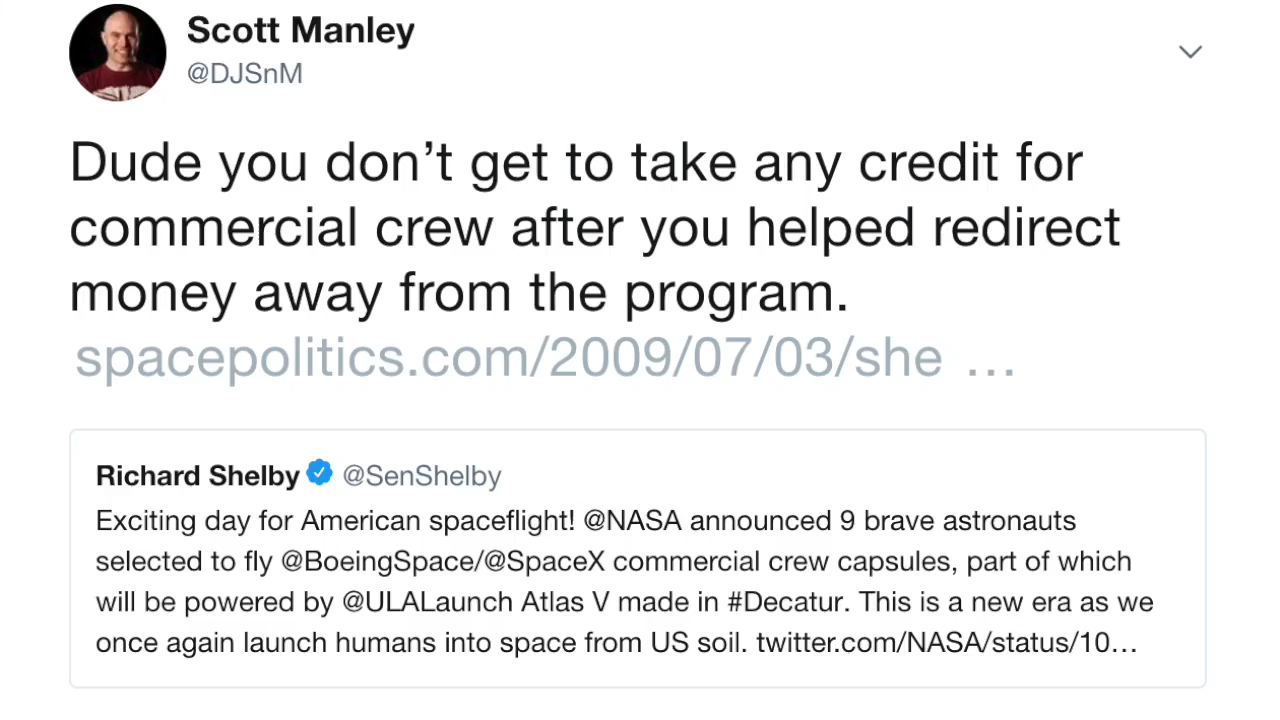 Scott Manley
@DJSnM
Dude you don’t get to take any credit for
commercial crew after you helped redirect
money away from the program.
spacepolitics.com/2009/07/03/she …
Richard Shelby @SenShelby
Exciting day for American spaceflight! @NASA announced 9 brave astronauts
selected to fly @BoeingSpace/@SpaceX commercial crew capsules, part of which
will be powered by @ULALaunch Atlas V made in #Decatur. This is a new era as we
once again launch humans into space from US soil. twitter.com/NASA/status/10…